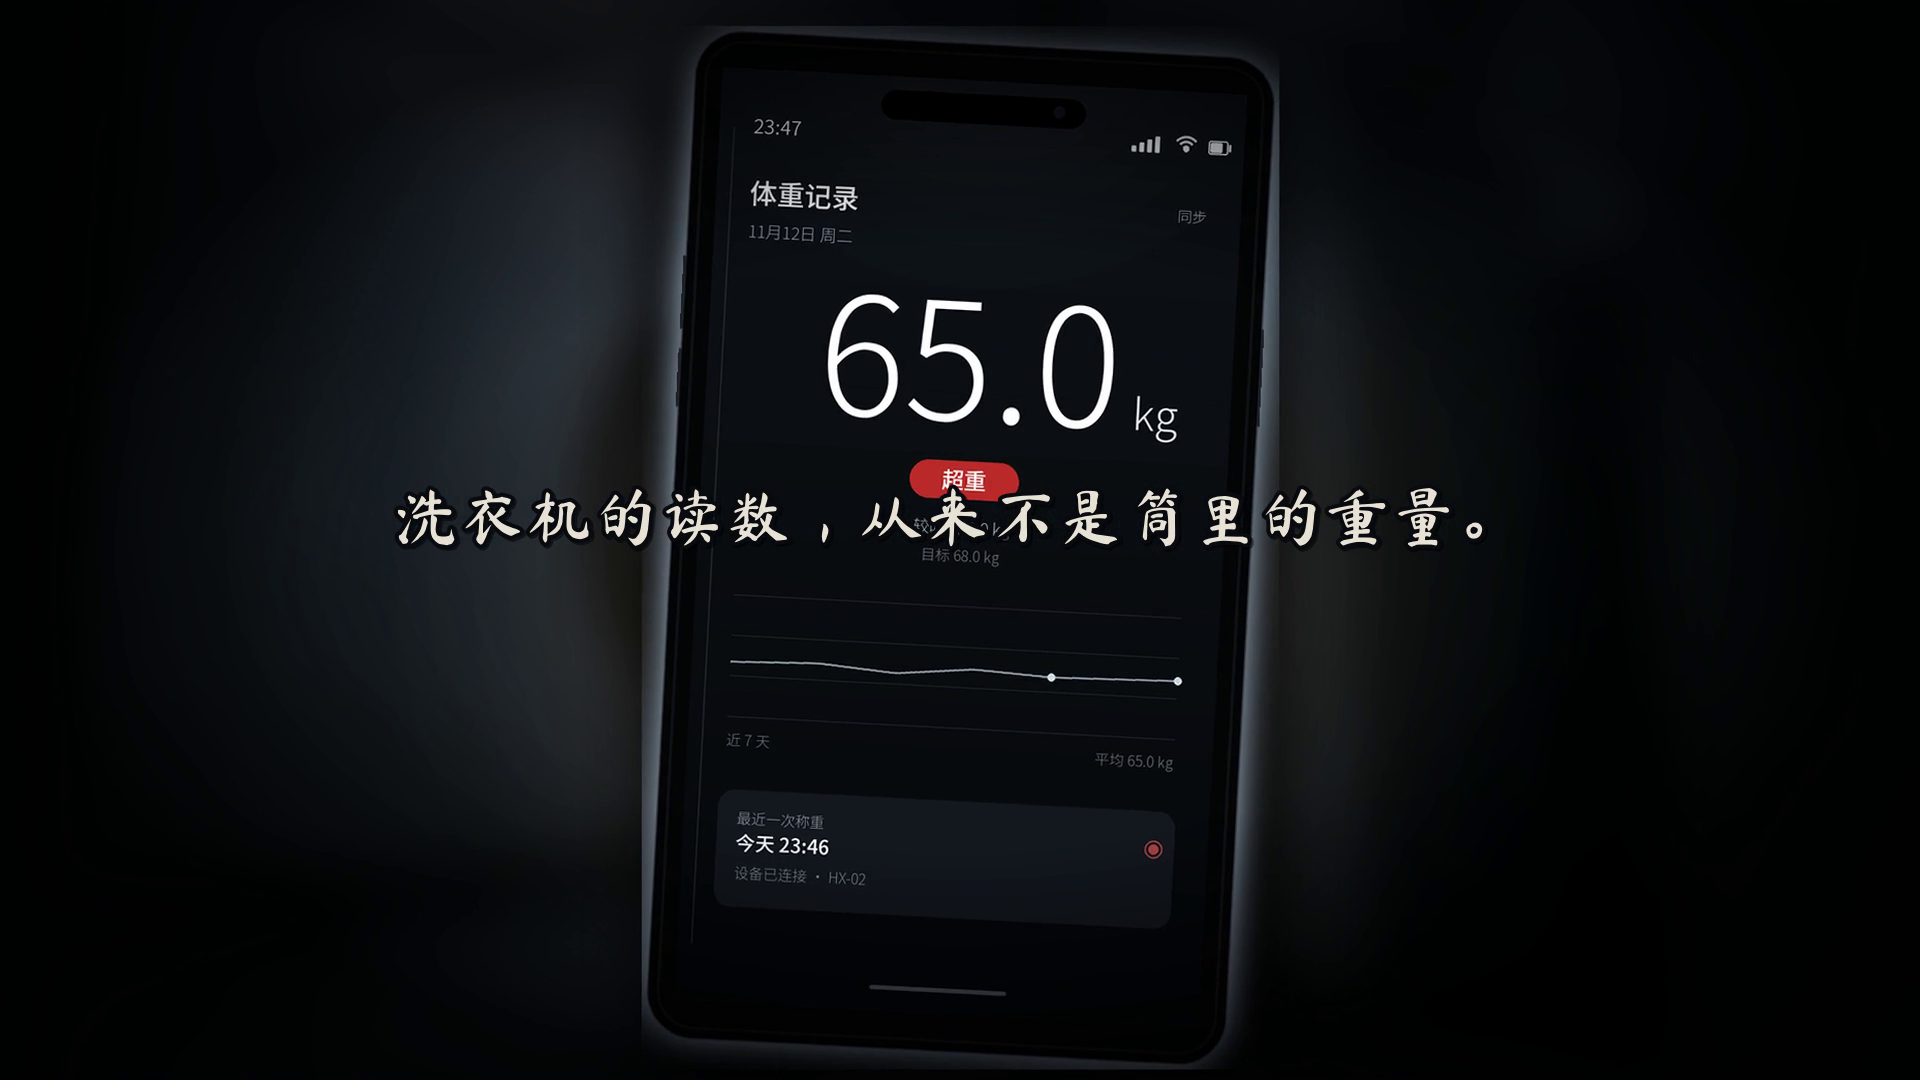 23:47
体重记录
同步
11月12日 周二
65.0 kg
超重
洗衣机的读数，从来不是筒里的重量。
目标 68.0 kg
近 7 天
平均 65.0 kg
最近一次称重
今天 23:46
设备已连接 · HX-02